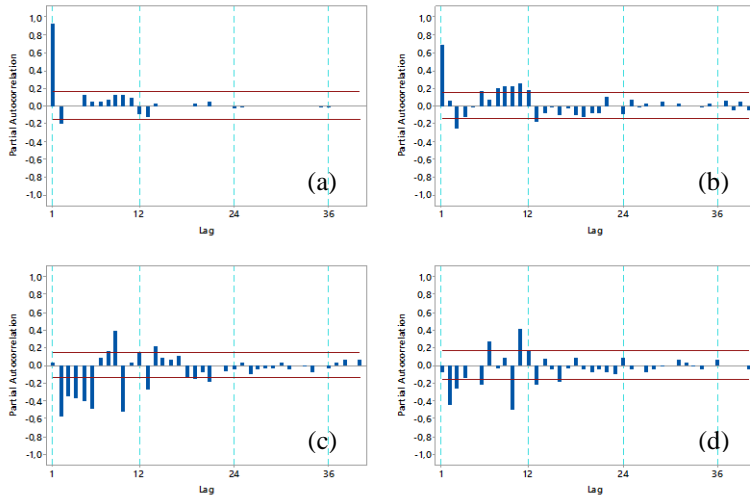 Partial Autocorrelation
1,0
0,8
0,6
0,4
0,2
0,0
-0,2
-0,4
-0,6
-0,8
-1,0
(a)
1 12 24 36
Lag
Partial Autocorrelation
1,0
0,8
0,6
0,4
0,2
0,0
-0,2
-0,4
-0,6
-0,8
-1,0
(b)
1 12 24 36
Lag
Partial Autocorrelation
1,0
0,8
0,6
0,4
0,2
0,0
-0,2
-0,4
-0,6
-0,8
-1,0
(c)
1 12 24 36
Lag
Partial Autocorrelation
1,0
0,8
0,6
0,4
0,2
0,0
-0,2
-0,4
-0,6
-0,8
-1,0
(d)
1 12 24 36
Lag